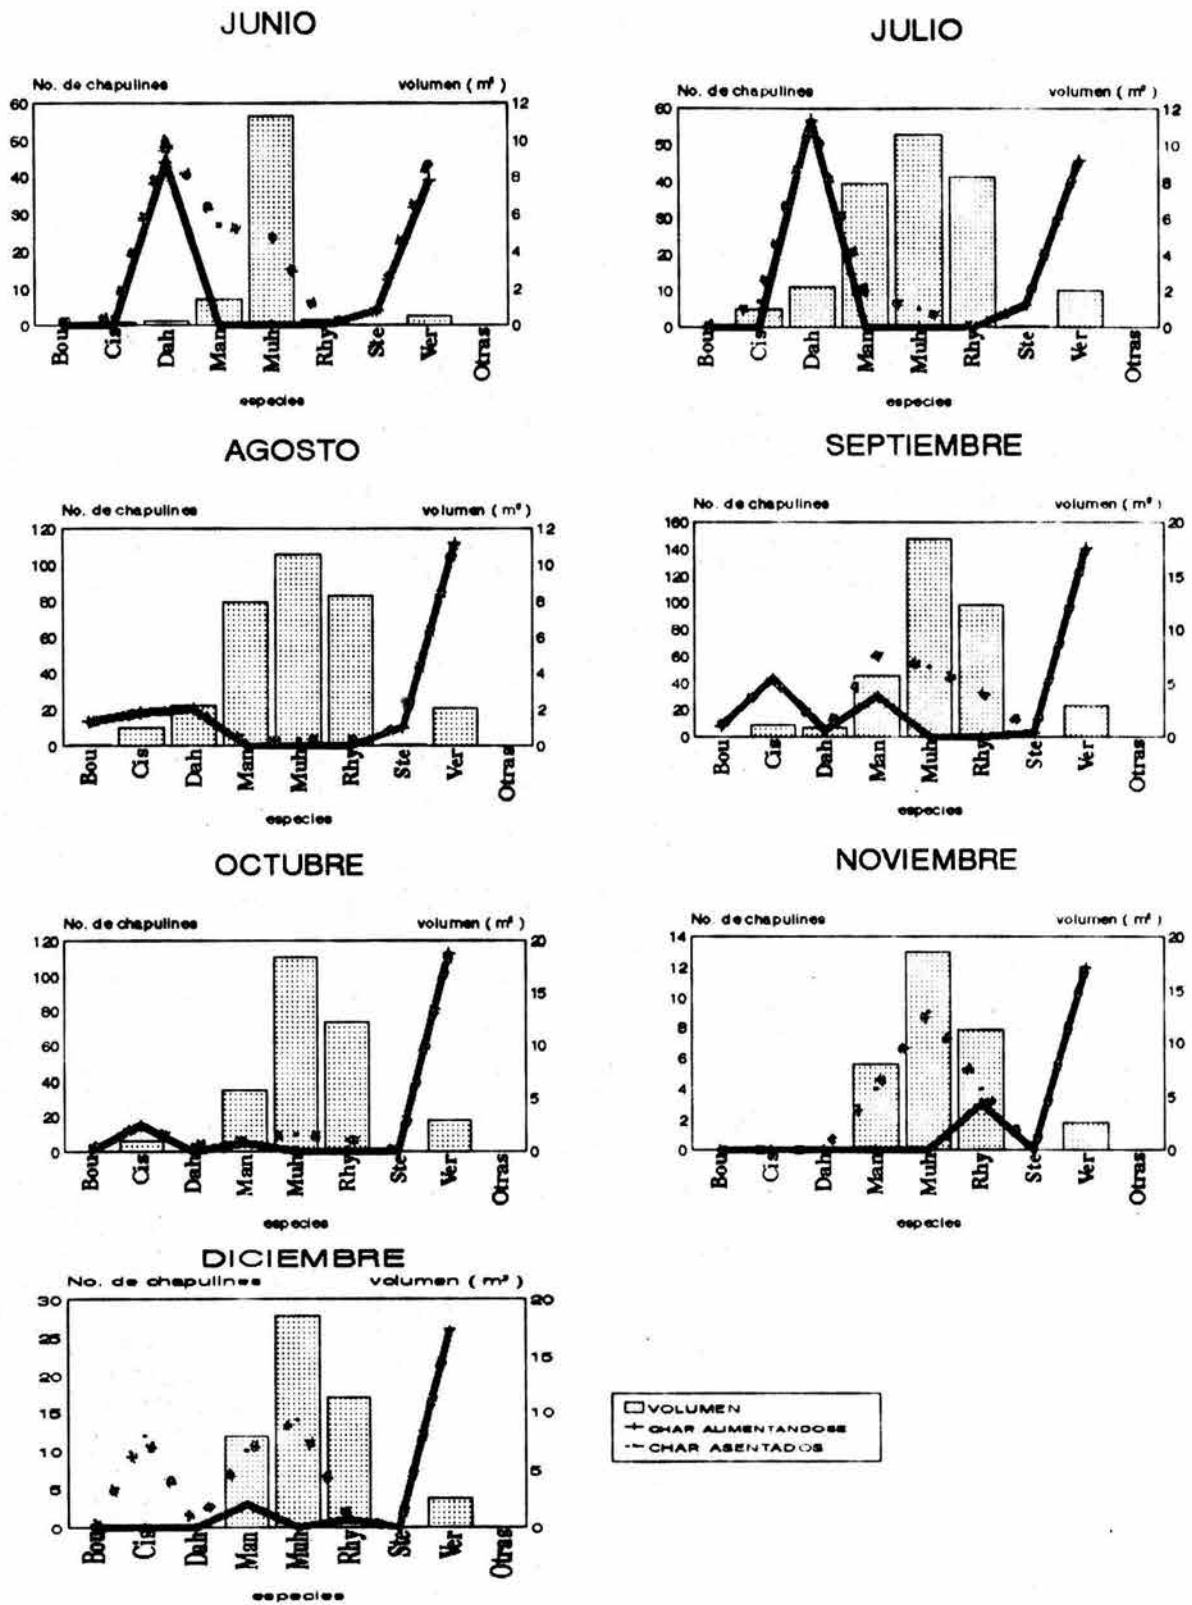 JUNIO
No. de chapulines volumen ( m³ )
60 12
50 10
40 8
30 6
20 4
10 2
0 0
Bou Cis Dah Man Muh Rhy Ste Ver Otras
especies
JULIO
No. de chapulines volumen ( m³ )
60 12
50 10
40 8
30 6
20 4
10 2
0 0
Bou Cis Dah Man Muh Rhy Ste Ver Otras
especies
AGOSTO
No. de chapulines volumen ( m³ )
120 12
100 10
80 8
60 6
40 4
20 2
0 0
Bou Cis Dah Man Muh Rhy Ste Ver Otras
especies
SEPTIEMBRE
No. de chapulines volumen ( m³ )
160 20
140
120 15
100
80 10
60
40 5
20
0 0
Bou Cis Dah Man Muh Rhy Ste Ver Otras
especies
OCTUBRE
No. de chapulines volumen ( m³ )
120 20
100
80 15
60 10
40
20 5
0 0
Bou Cis Dah Man Muh Rhy Ste Ver Otras
especies
NOVIEMBRE
No. de chapulines volumen ( m³ )
14 20
12
10 15
8
6 10
4 5
2
0 0
Bou Cis Dah Man Muh Rhy Ste Ver Otras
especies
DICIEMBRE
No. de chapulines volumen ( m³ )
30 20
25
20 15
15 10
10
5 5
0 0
Bou Cis Dah Man Muh Rhy Ste Ver Otras
especies
VOLUMEN
CHAR ALIMENTANDOSE
CHAR ASENTADOS